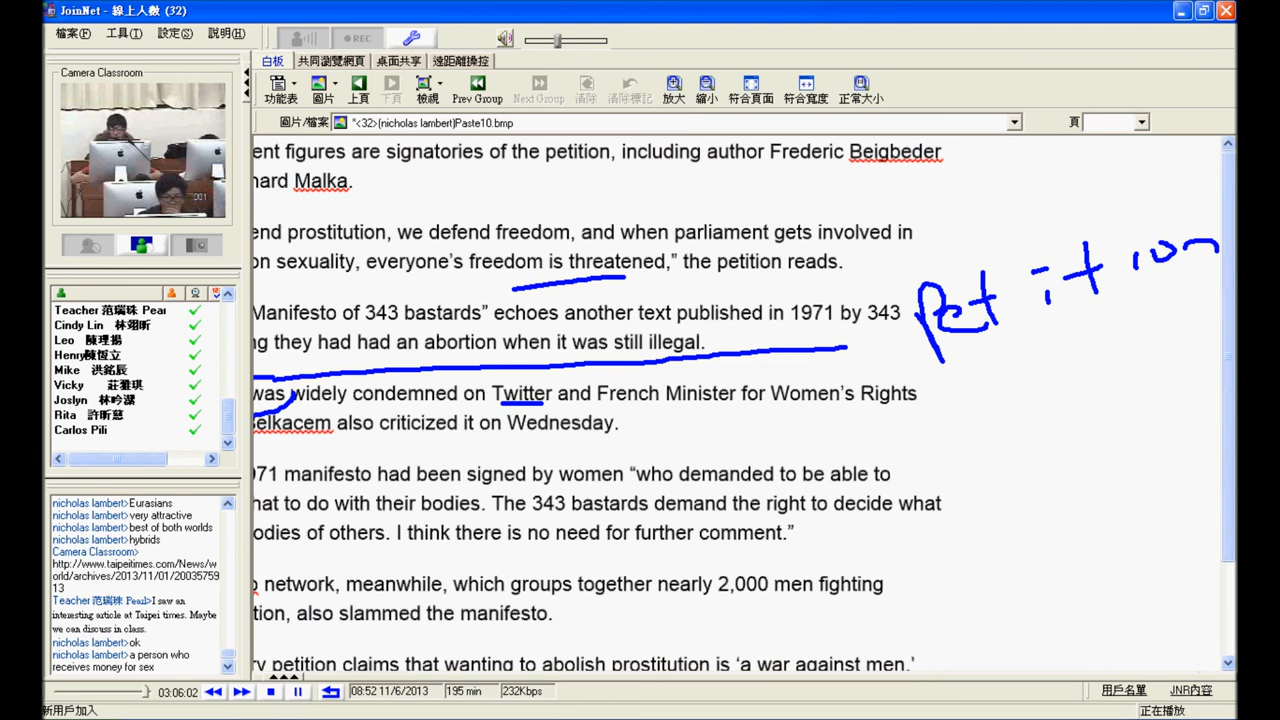 JoinNet - 線上人數 (32)
檔案(F) 工具(I) 設定(S) 說明(H) REC
Camera Classroom
白板 共同瀏覽網頁 桌面共享 遠距離操控
功能表 圖片 上頁 下頁 檢視 Prev Group Next Group 清除 清除標記 放大 縮小 符合頁面 符合寬度 正常大小
圖片/檔案 *<32>(nicholas lambert)Paste10.bmp 頁
ent figures are signatories of the petition, including author Frederic Beigbeder
hard Malka.
end prostitution, we defend freedom, and when parliament gets involved in
on sexuality, everyone's freedom is threatened,” the petition reads.
Manifesto of 343 bastards” echoes another text published in 1971 by 343
ng they had had an abortion when it was still illegal.
was widely condemned on Twitter and French Minister for Women's Rights
Belkacem also criticized it on Wednesday.
971 manifesto had been signed by women “who demanded to be able to
hat to do with their bodies. The 343 bastards demand the right to decide what
odies of others. I think there is no need for further comment.”
o network, meanwhile, which groups together nearly 2,000 men fighting
tion, also slammed the manifesto.
ry petition claims that wanting to abolish prostitution is ‘a war against men.’
petition
Teacher 范瑞珠 Pearl
Cindy Lin 林翊昕
Leo 陳理揚
Henry陳恆立
Mike 洪銘辰
Vicky 莊雅琪
Joslyn 林吟潔
Rita 許昕慈
Carlos Pili
nicholas lambert>Eurasians
nicholas lambert>very attractive
nicholas lambert>best of both worlds
nicholas lambert>hybrids
Camera Classroom>
http://www.taipeitimes.com/News/w
orld/archives/2013/11/01/20035759
13
Teacher 范瑞珠 Pearl>I saw an
interesting article at Taipei times. Maybe
we can discuss in class.
nicholas lambert>ok
nicholas lambert>a person who
receives money for sex
03:06:02 08:52 11/6/2013 195 min 232Kbps 用戶名單 JNR內容
新用戶加入 正在播放